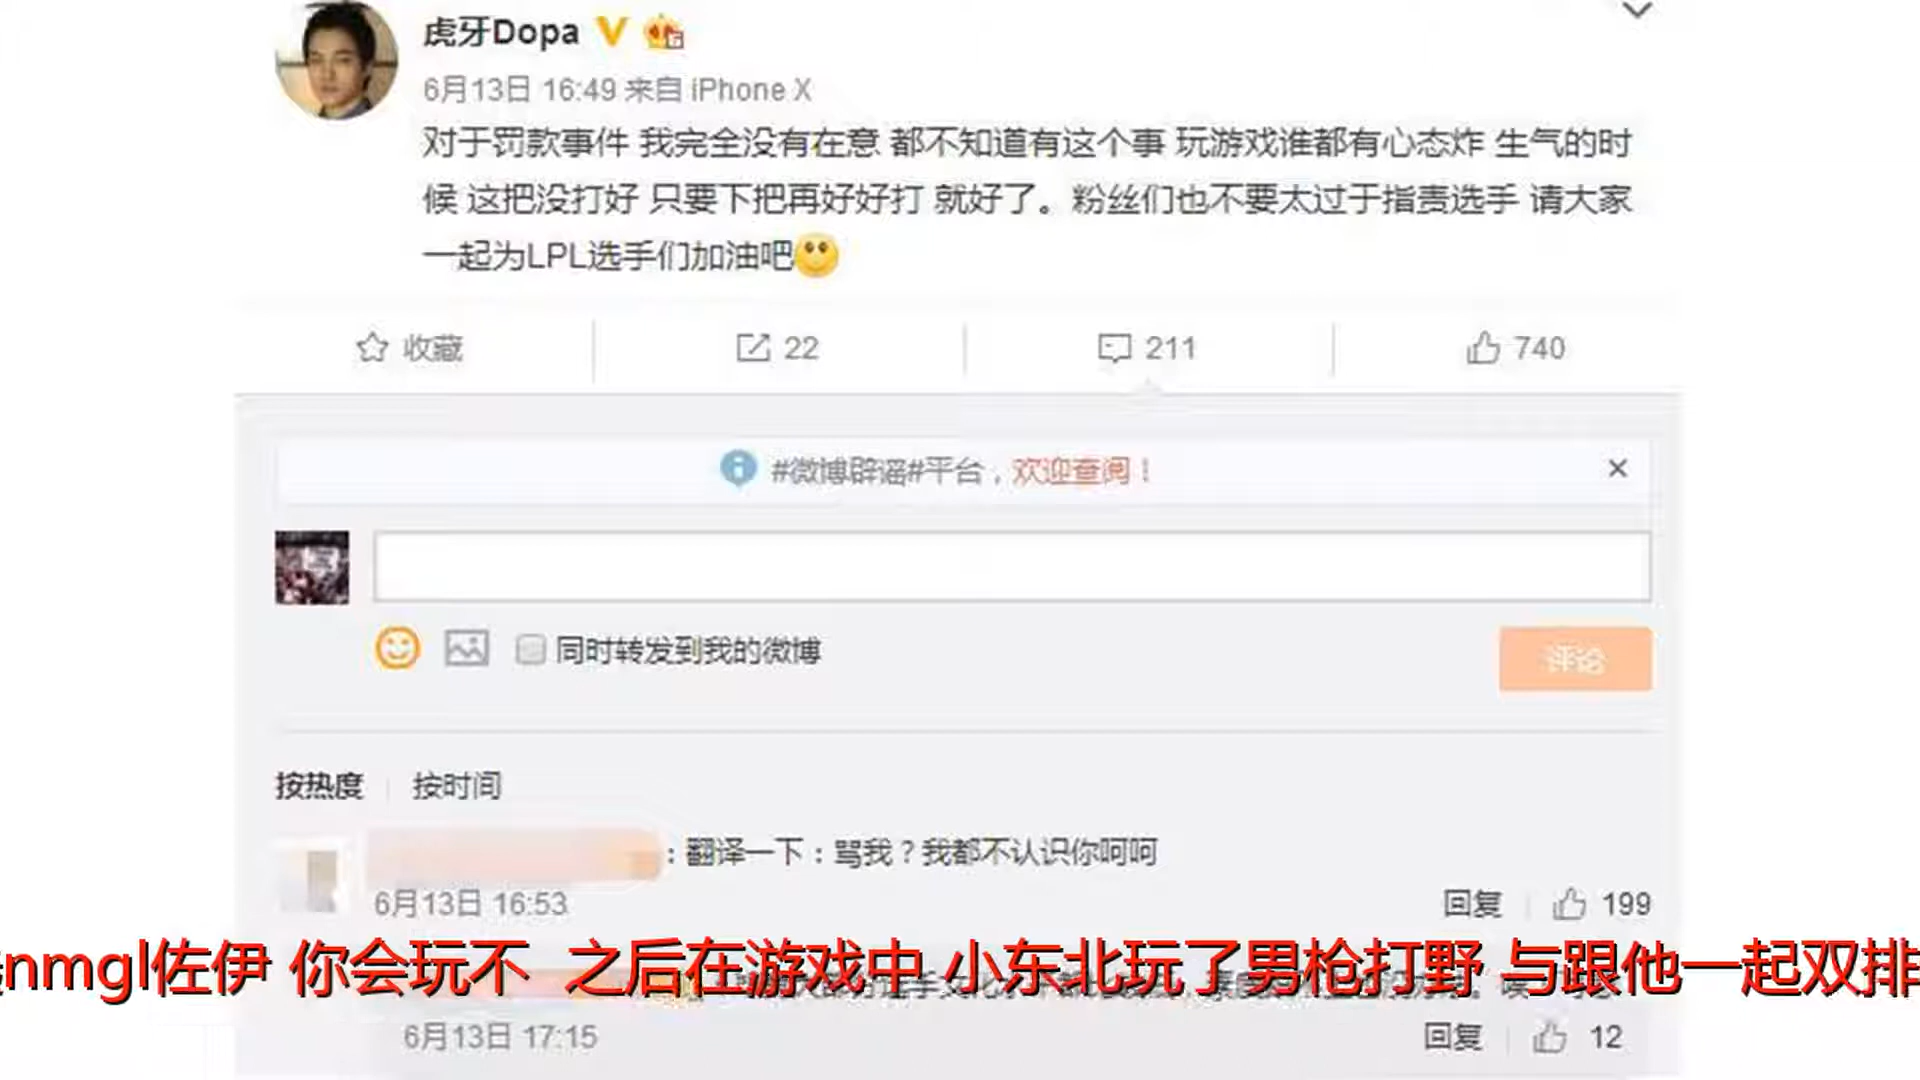 虎牙Dopa
6月13日 16:49 来自 iPhone X
对于罚款事件 我完全没有在意 都不知道有这个事 玩游戏谁都有心态炸 生气的时
候 这把没打好 只要下把再好好打 就好了。粉丝们也不要太过于指责选手 请大家
一起为LPL选手们加油吧
收藏 22 211 740
#微博辟谣#平台，欢迎查阅！
同时转发到我的微博
评论
按热度 按时间
：翻译一下：骂我？我都不认识你呵呵
6月13日 16:53 回复 199
nmgl佐伊 你会玩不 之后在游戏中 小东北玩了男枪打野 与跟他一起双排
6月13日 17:15 回复 12